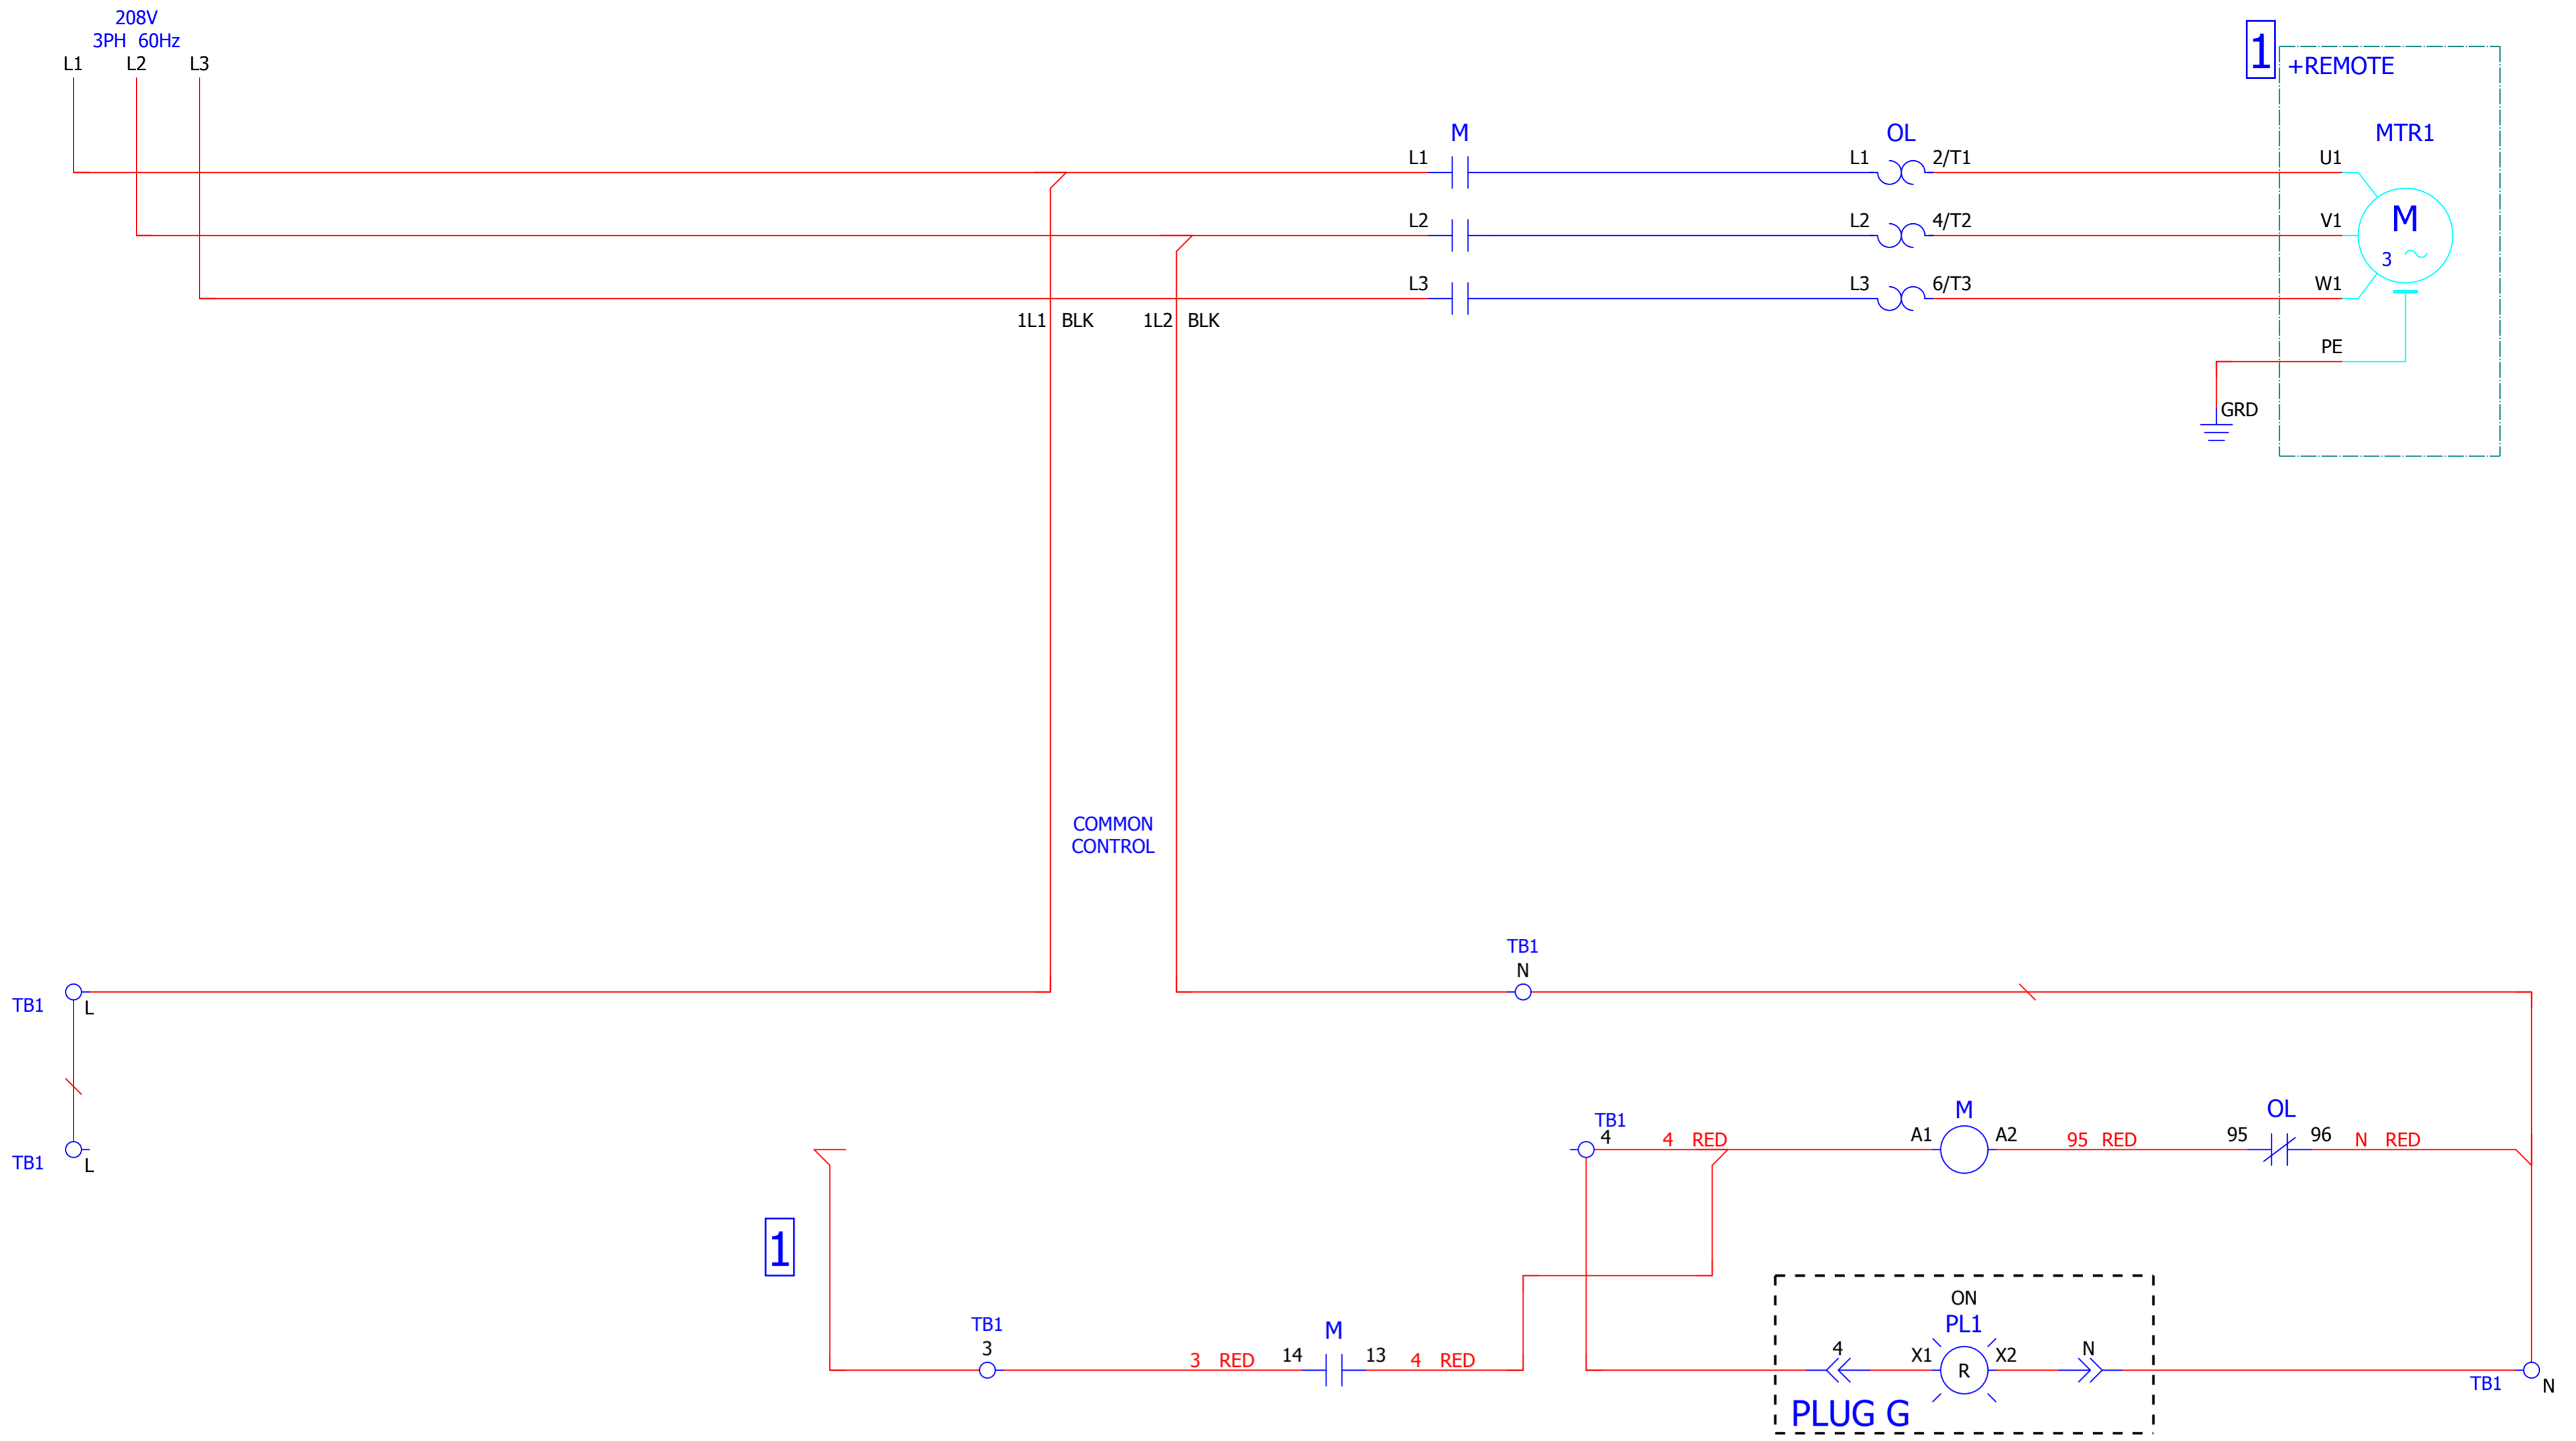 208V
3PH 60Hz
L1 L2 L3
1
+REMOTE
M OL MTR1
L1 L1 2/T1 U1
M
L2 L2 4/T2 V1
3
L3 L3 6/T3 W1
1L1 BLK 1L2 BLK
PE
GRD
COMMON
CONTROL
TB1
N
TB1 L
TB1
4
4 RED
M
A1 A2
95 RED
OL
95 96
N RED
TB1 L
1
ON
PL1
TB1
3
3 RED
M
14 13
4 RED
4 X1 R X2 N
TB1 N
PLUG G